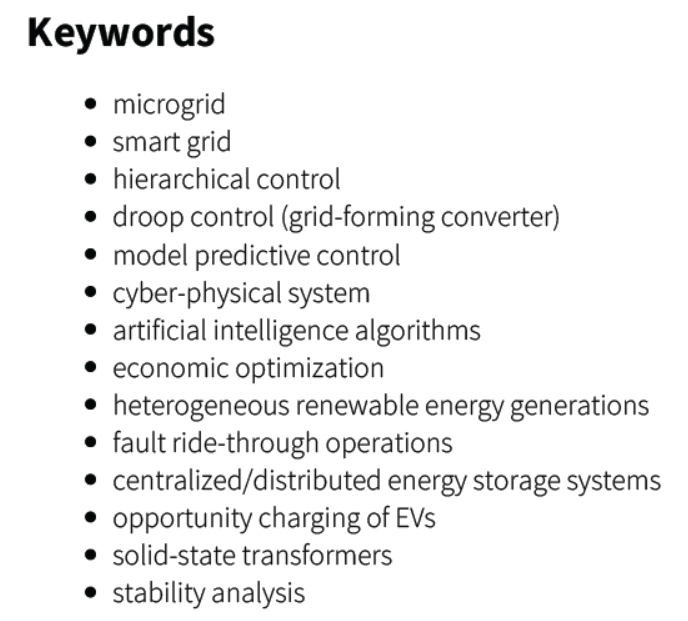 Keywords
• microgrid
• smart grid
• hierarchical control
• droop control (grid-forming converter)
• model predictive control
• cyber-physical system
• artificial intelligence algorithms
• economic optimization
• heterogeneous renewable energy generations
• fault ride-through operations
• centralized/distributed energy storage systems
• opportunity charging of EVs
• solid-state transformers
• stability analysis